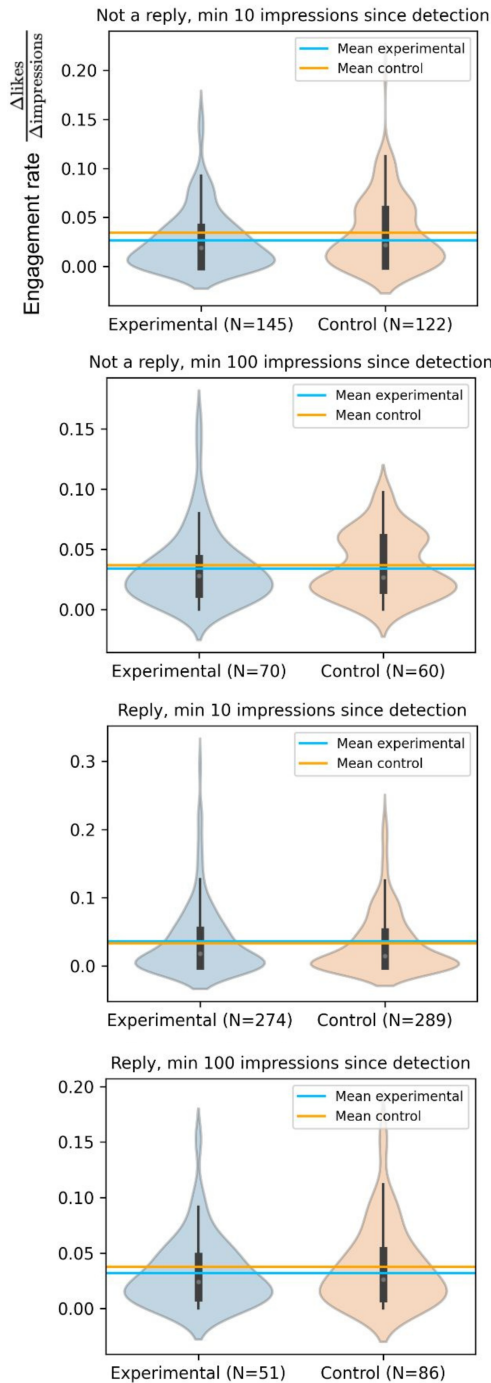 Not a reply, min 10 impressions since detection
Engagement rate Δlikes
Δimpressions
0.20
0.15
0.10
0.05
0.00
Mean experimental
Mean control
Experimental (N=145) Control (N=122)
Not a reply, min 100 impressions since detection
0.15
0.10
0.05
0.00
Mean experimental
Mean control
Experimental (N=70) Control (N=60)
Reply, min 10 impressions since detection
0.3
0.2
0.1
0.0
Mean experimental
Mean control
Experimental (N=274) Control (N=289)
Reply, min 100 impressions since detection
0.20
0.15
0.10
0.05
0.00
Mean experimental
Mean control
Experimental (N=51) Control (N=86)